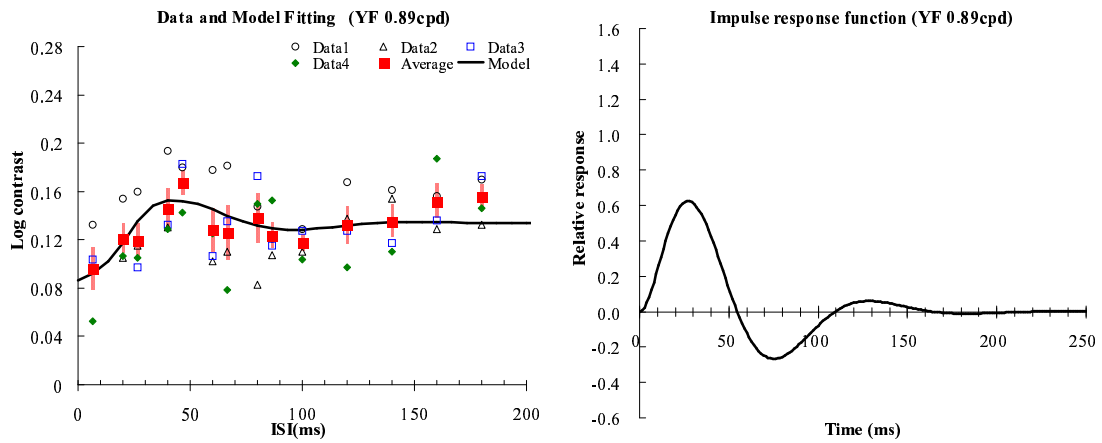 Data and Model Fitting (YF 0.89cpd)
Data1 Data2 Data3
Data4 Average Model
Log contrast
0.28
0.24
0.2
0.16
0.12
0.08
0.04
0
0 50 100 150 200
ISI(ms)
Impulse response function (YF 0.89cpd)
Relative response
1.6
1.4
1.2
1.0
0.8
0.6
0.4
0.2
0.0
-0.2
-0.4
-0.6
0 50 100 150 200 250
Time (ms)